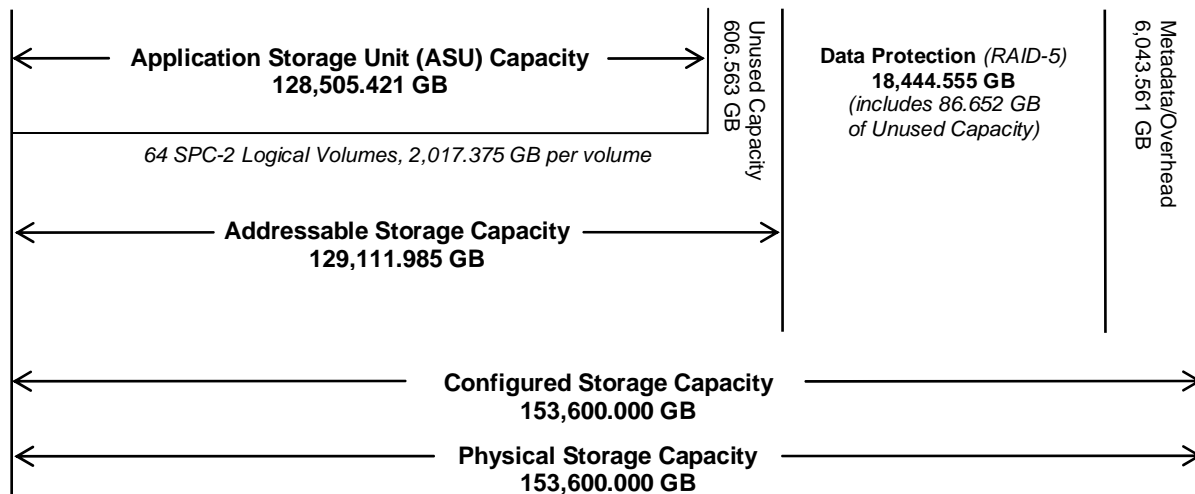 Application Storage Unit (ASU) Capacity
128,505.421 GB
64 SPC-2 Logical Volumes, 2,017.375 GB per volume
Unused Capacity
606.563 GB
Data Protection (RAID-5)
18,444.555 GB
(includes 86.652 GB
of Unused Capacity)
Metadata/Overhead
6,043.561 GB
Addressable Storage Capacity
129,111.985 GB
Configured Storage Capacity
153,600.000 GB
Physical Storage Capacity
153,600.000 GB